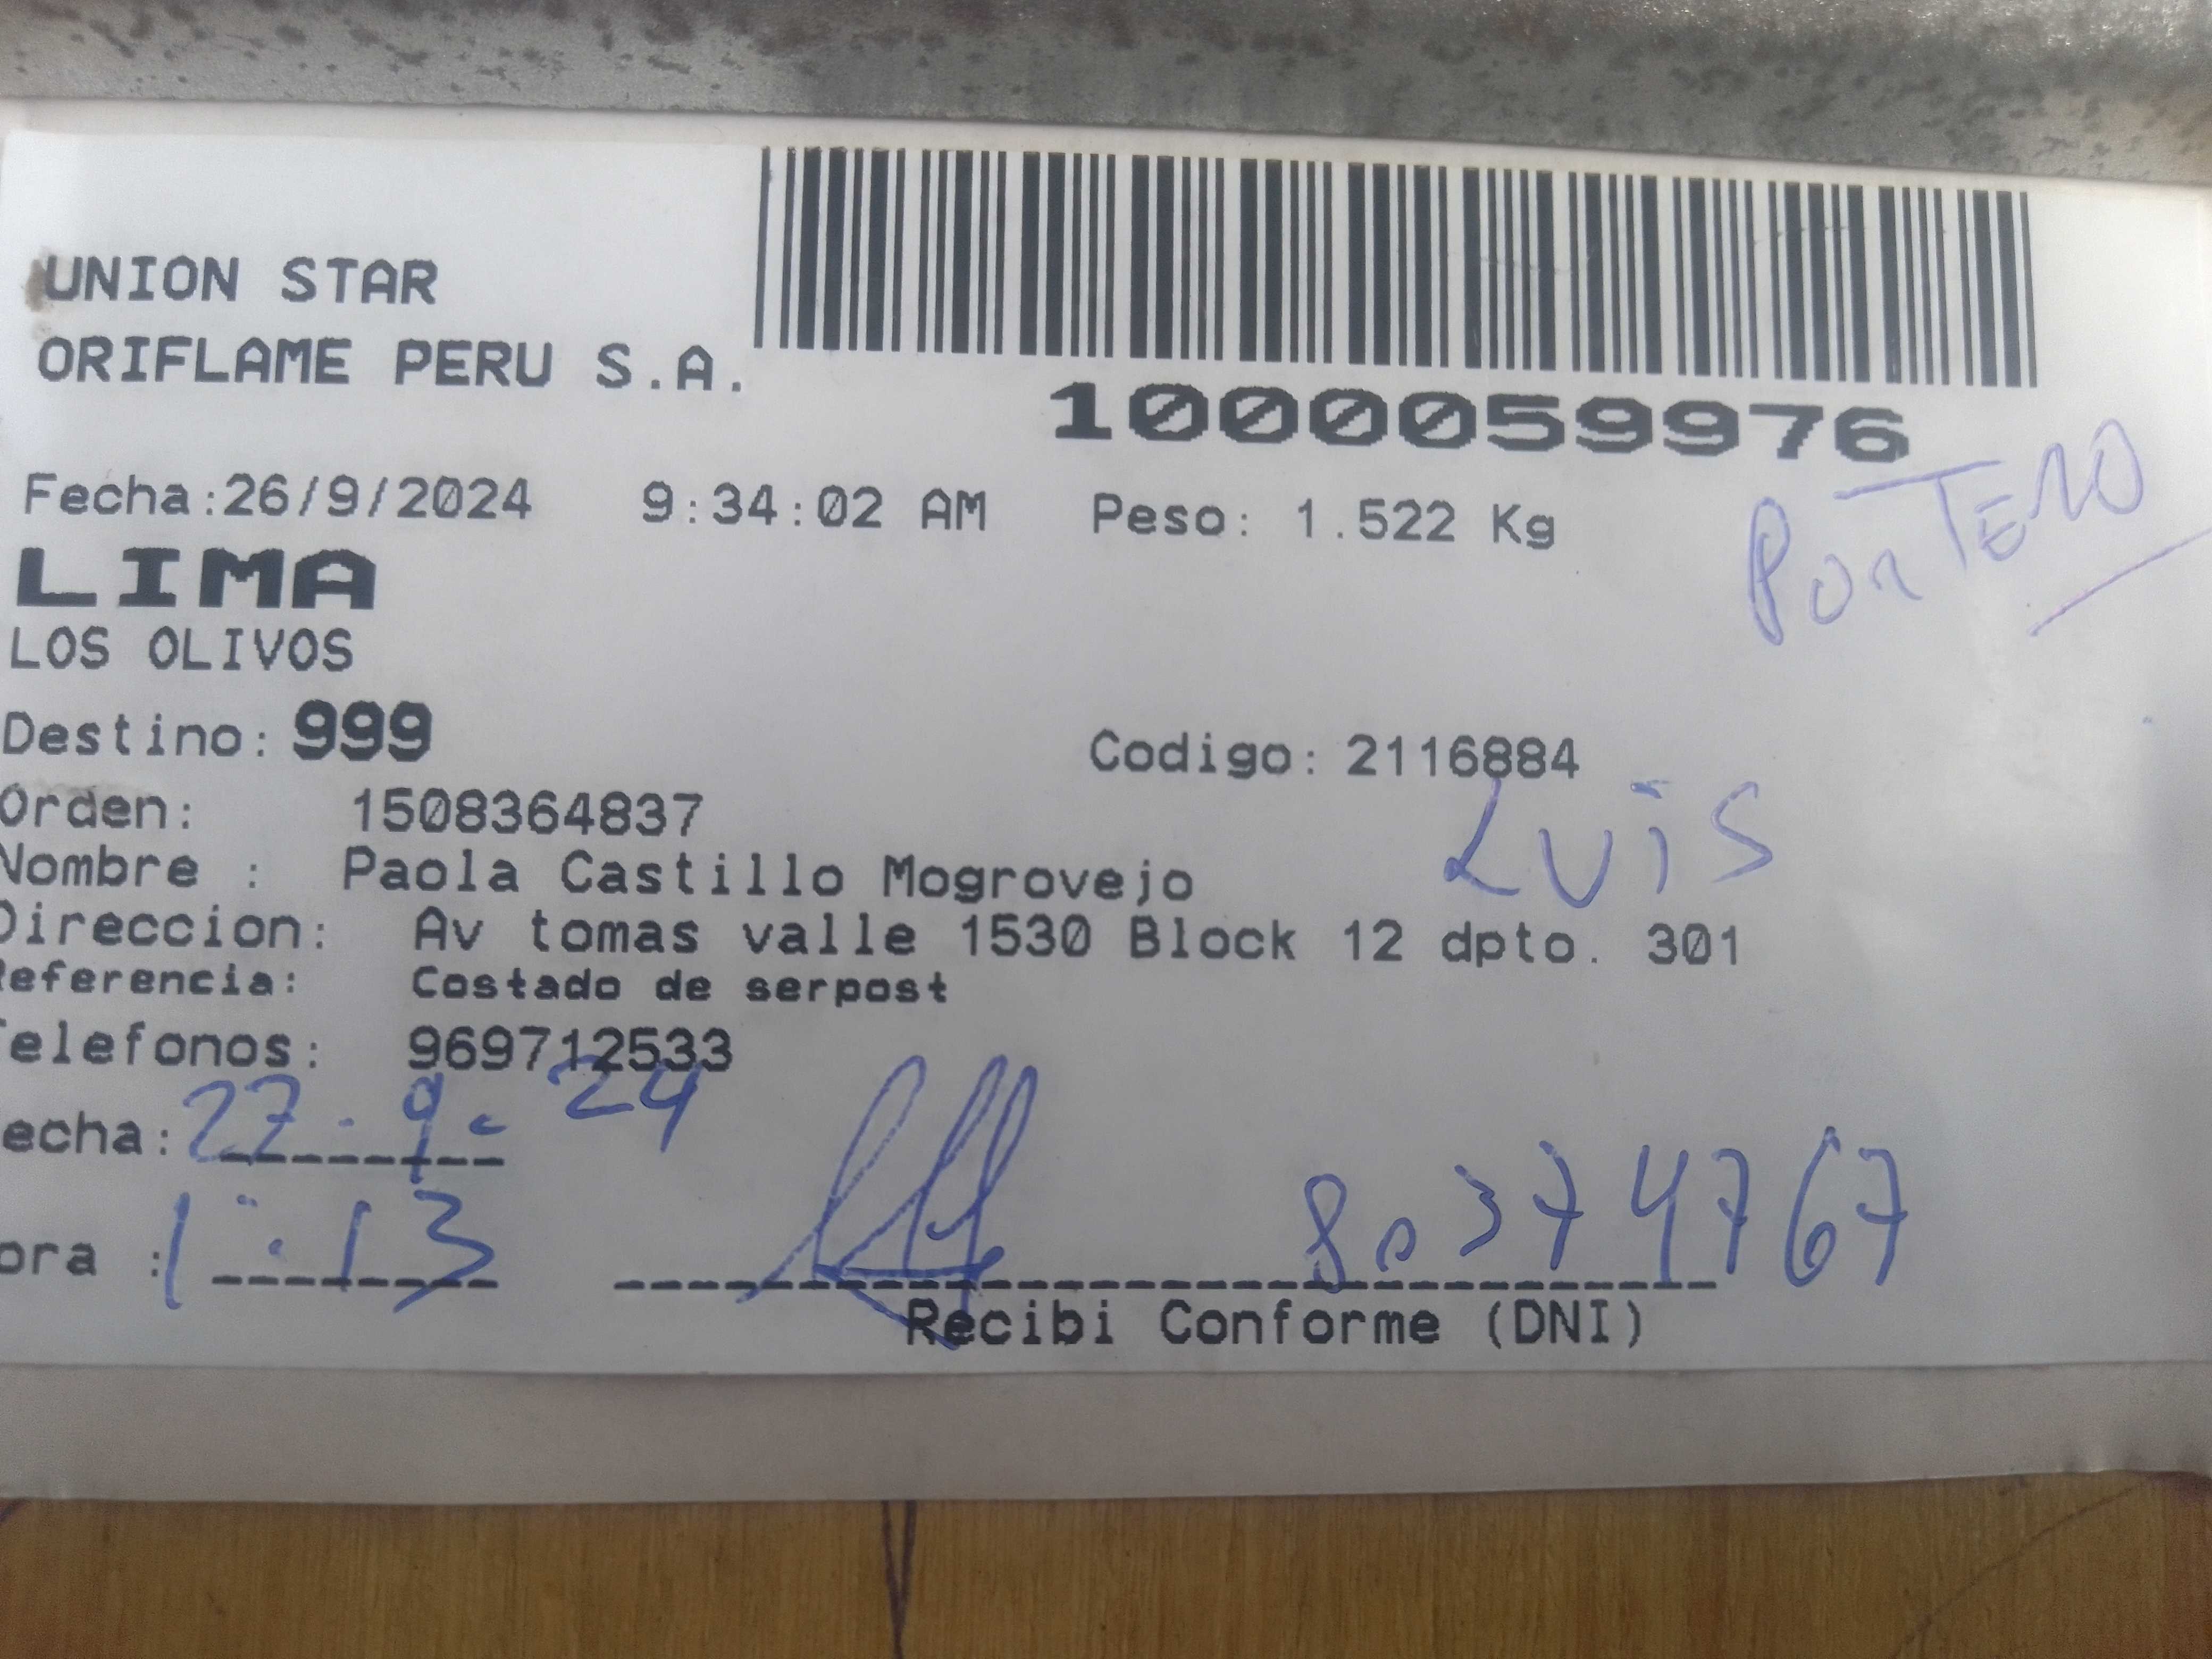 UNION STAR
ORIFLAME PERU S.A.
1000059976
Fecha:26/9/2024 9:34:02 AM Peso: 1.522 Kg
PORTERO
LIMA
LOS OLIVOS
Destino: 999 Codigo: 2116884
Orden: 1508364837
LUIS
Nombre : Paola Castillo Mogrovejo
Direccion: Av tomas valle 1530 Block 12 dpto. 301
Referencia: Costado de serpost
Telefonos: 969712533
echa: 27-9-24
ora : 1:13 80374767
Recibi Conforme (DNI)